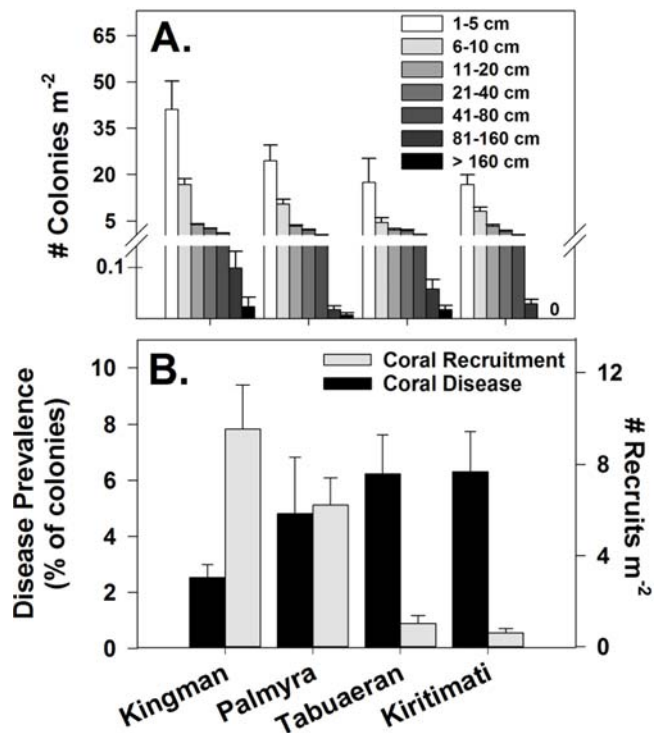 A.
# Colonies m-2
65
50
35
20
5
0.1
1-5 cm
6-10 cm
11-20 cm
21-40 cm
41-80 cm
81-160 cm
> 160 cm
0
B.
Disease Prevalence
(% of colonies)
10
8
6
4
2
0
Coral Recruitment
Coral Disease
12
8
4
0
# Recruits m-2
Kingman
Palmyra
Tabuaeran
Kiritimati